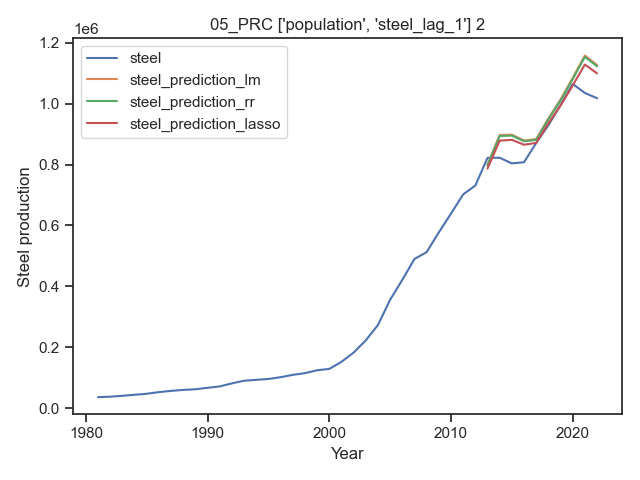 05_PRC ['population', 'steel_lag_1'] 2
1e6
steel
steel_prediction_lm
steel_prediction_rr
steel_prediction_lasso
1.2
1.0
0.8
0.6
0.4
0.2
0.0
Steel production
1980
1990
2000
2010
2020
Year